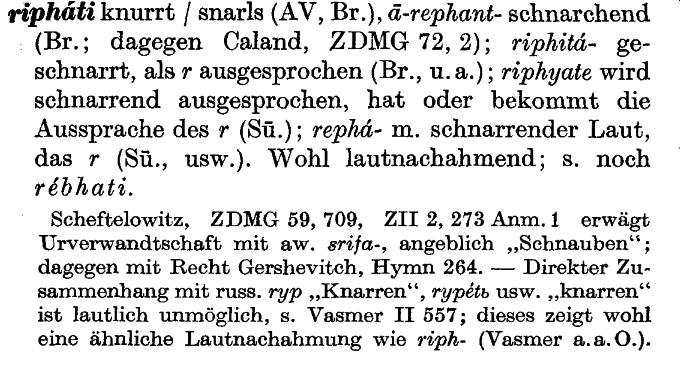 ripháti knurrt / snarls (AV, Br.), ā-rephant- schnarchend
(Br.; dagegen Caland, ZDMG 72, 2); riphitá- ge-
schnarrt, als r ausgesprochen (Br., u.a.); riphyate wird
schnarrend ausgesprochen, hat oder bekommt die
Aussprache des r (Sū.); rephá- m. schnarrender Laut,
das r (Sū., usw.). Wohl lautnachahmend; s. noch
rébhati.
Scheftelowitz, ZDMG 59, 709, ZII 2, 273 Anm. 1 erwägt
Urverwandtschaft mit aw. srifa-, angeblich „Schnauben“;
dagegen mit Recht Gershevitch, Hymn 264. — Direkter Zu-
sammenhang mit russ. ryp „Knarren“, rypétь usw. „knarren“
ist lautlich unmöglich, s. Vasmer II 557; dieses zeigt wohl
eine ähnliche Lautnachahmung wie riph- (Vasmer a.a.O.).